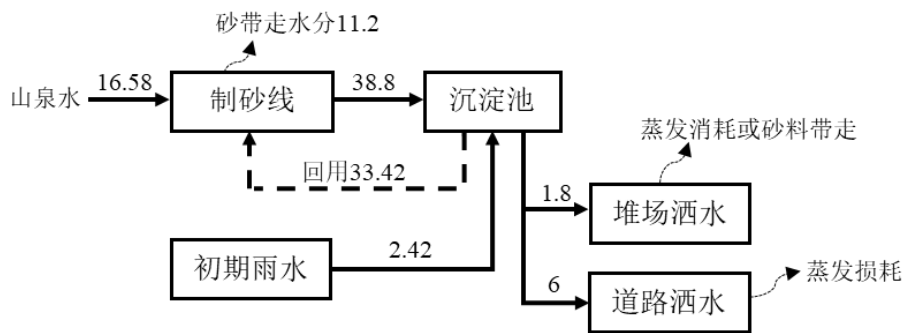 砂带走水分11.2
山泉水
16.58
制砂线
38.8
沉淀池
蒸发消耗或砂料带走
回用33.42
1.8
堆场洒水
初期雨水
2.42
蒸发损耗
6
道路洒水